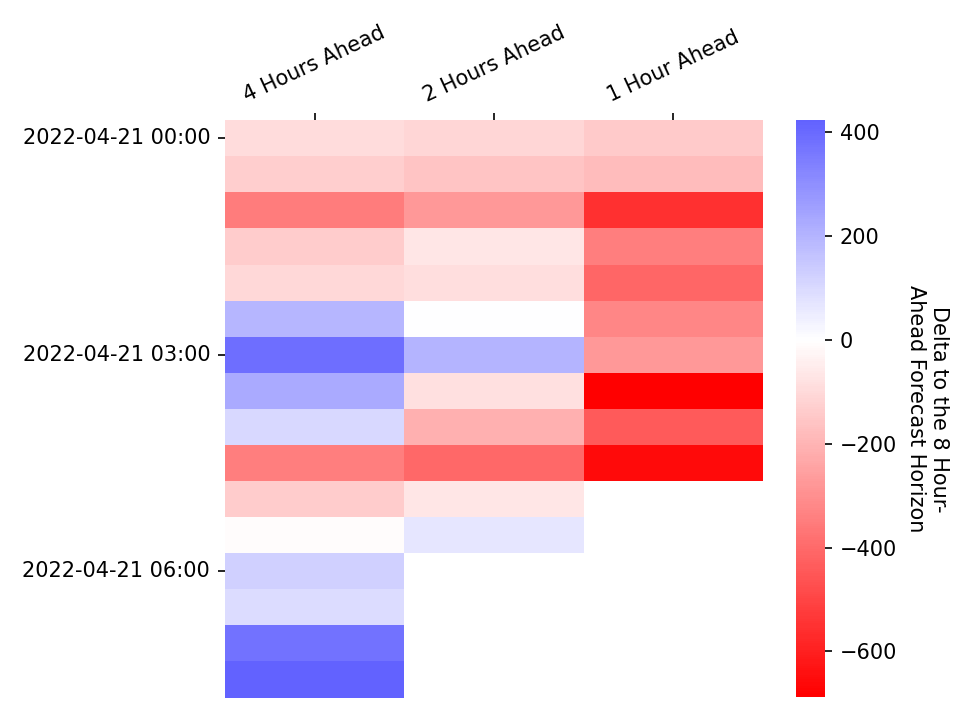 4 Hours Ahead
2 Hours Ahead
1 Hour Ahead
2022-04-21 00:00
2022-04-21 03:00
2022-04-21 06:00
400
200
0
−200
−400
−600
Delta to the 8 Hour-
Ahead Forecast Horizon